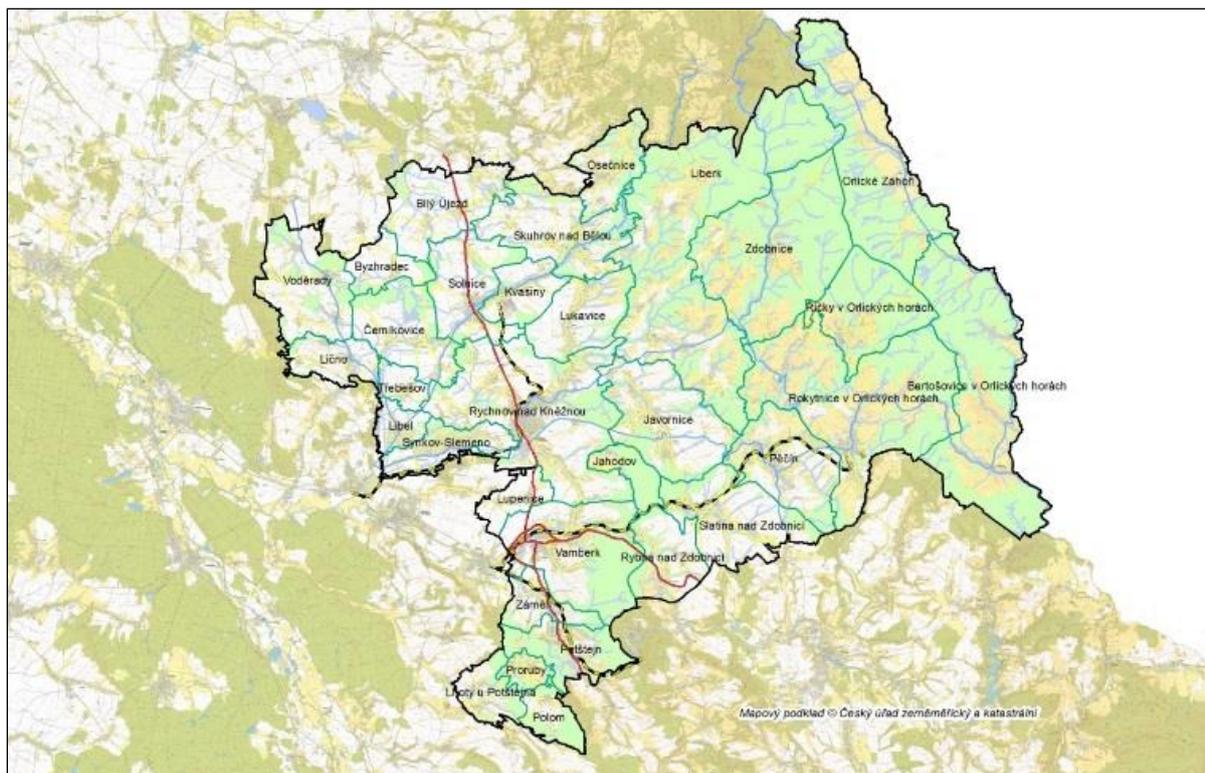 Osečnice
Liberk
Orlické Záhoří
Bílý Újezd
Skuhrov nad Bělou
Zdobnice
Voděrady
Byzhradec
Solnice
Kvasiny
Lukavice
Říčky v Orlických horách
Černíkovice
Lično
Třebešov
Bartošovice v Orlických horách
Rokytnice v Orlických horách
Rychnov nad Kněžnou
Javornice
Libel
Synkov-Slemeno
Jahodov
Pěčín
Lupenice
Slatina nad Zdobnicí
Vamberk
Rybná nad Zdobnicí
Záměl
Potštejn
Proruby
Lhoty u Potštejna
Polom
Mapový podklad © Český úřad zeměměřický a katastrální